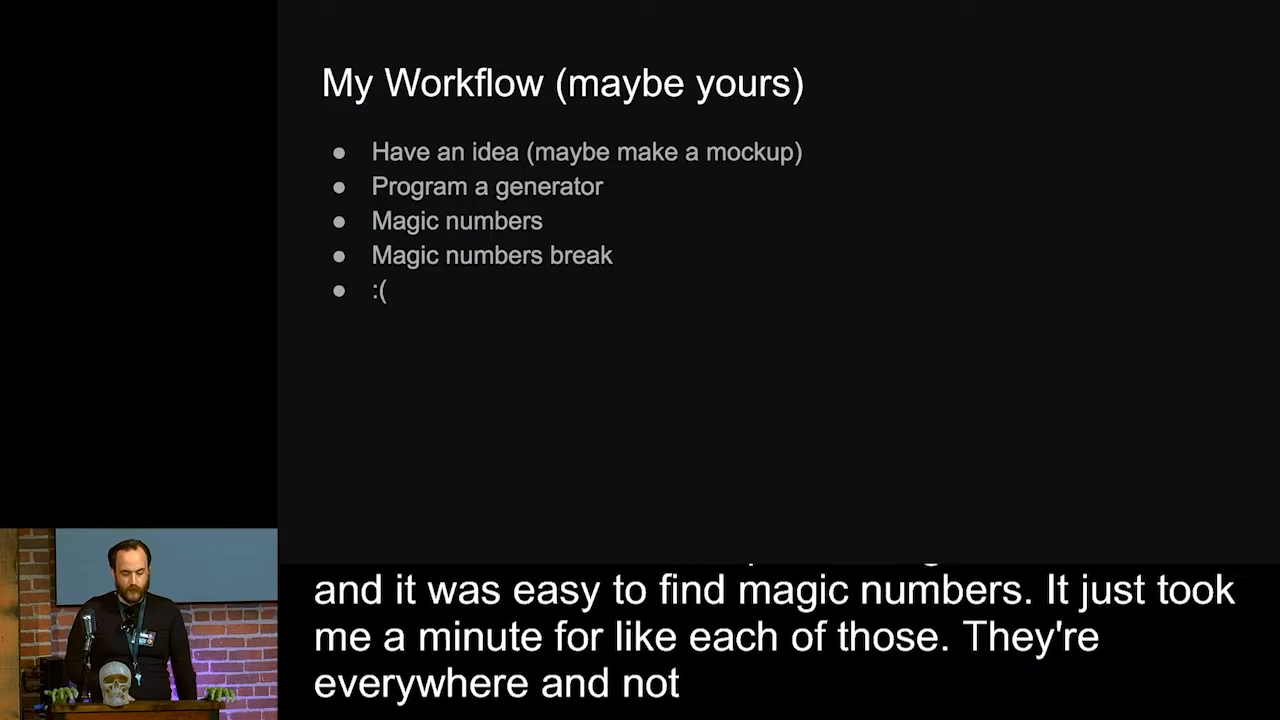 My Workflow (maybe yours)
● Have an idea (maybe make a mockup)
● Program a generator
● Magic numbers
● Magic numbers break
● :(
and it was easy to find magic numbers. It just took
me a minute for like each of those. They're
everywhere and not